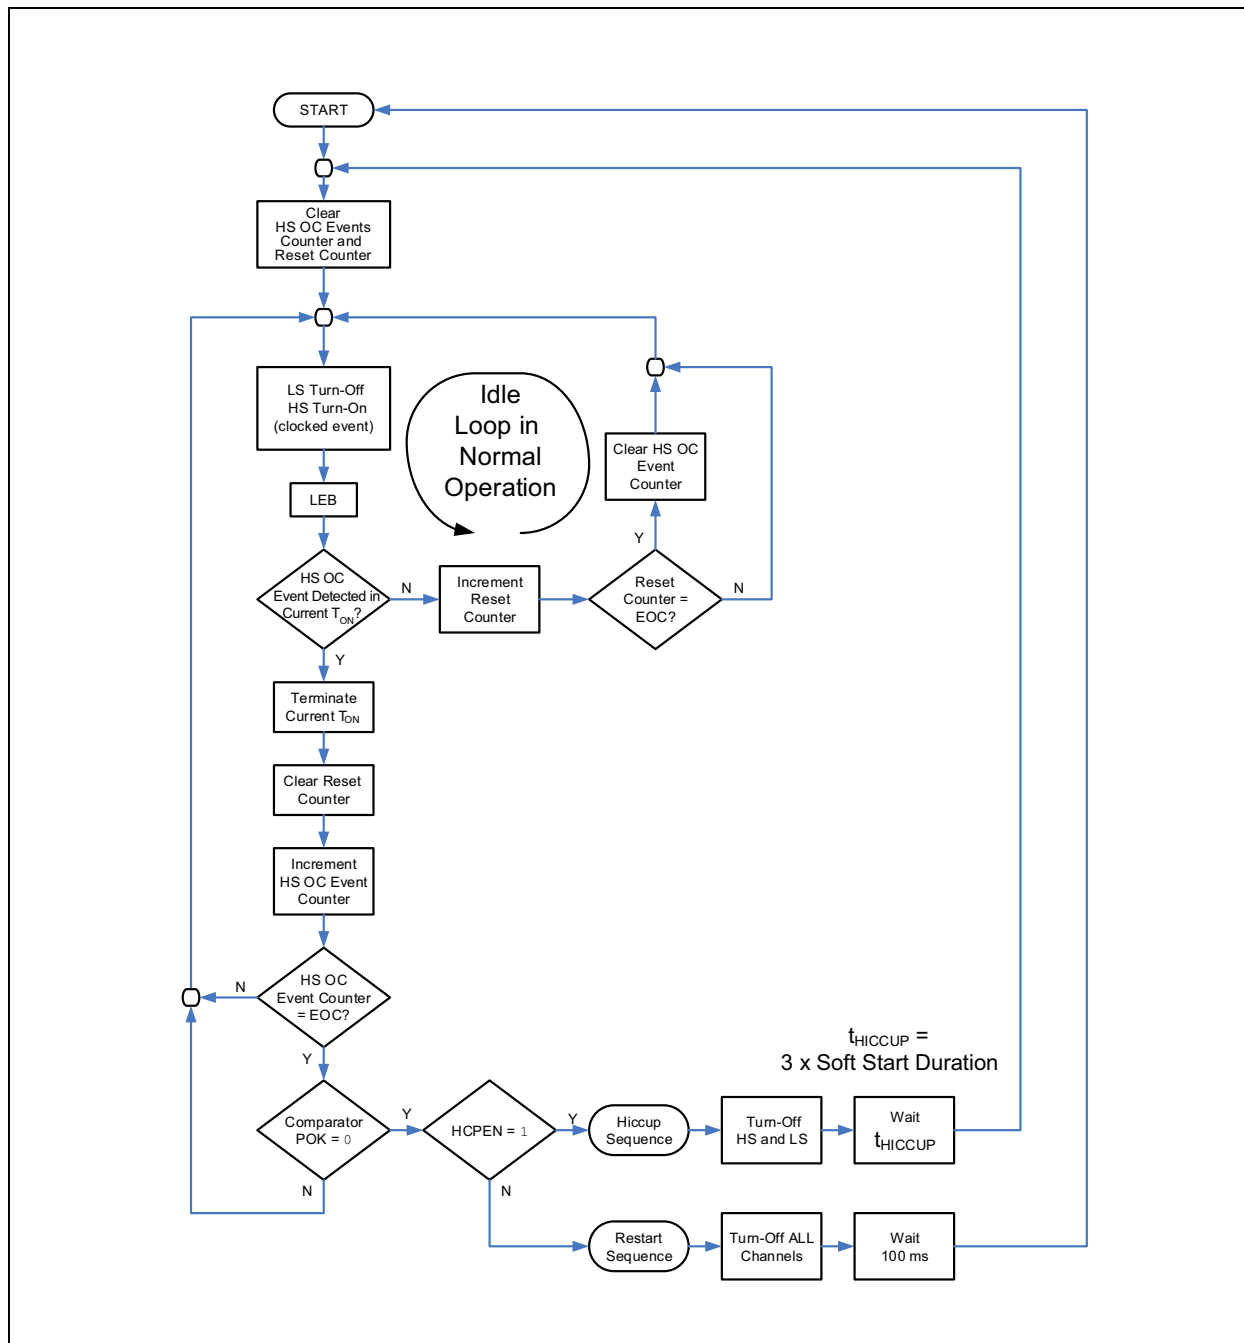 START
Clear
HS OC Events
Counter and
Reset Counter
LS Turn-Off
HS Turn-On
(clocked event)
Idle
Loop in
Normal
Operation
Clear HS OC
Event
Counter
LEB
Y
HS OC
Event Detected in
Current TON?
N
Increment
Reset
Counter
Reset
Counter =
EOC?
N
Y
Terminate
Current TON
Clear Reset
Counter
Increment
HS OC Event
Counter
HS OC
Event Counter
= EOC?
N
Y
tHICCUP =
3 x Soft Start Duration
Comparator
POK = 0
Y
HCPEN = 1
Y
Hiccup
Sequence
Turn-Off
HS and LS
Wait
tHICCUP
N
N
Restart
Sequence
Turn-Off ALL
Channels
Wait
100 ms